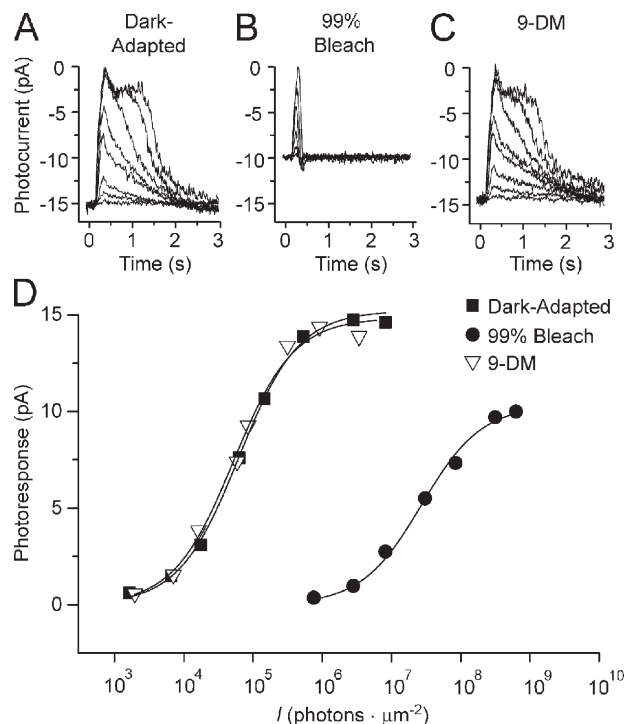 A Dark-Adapted
B 99% Bleach
C 9-DM
Photocurrent (pA)
0
-5
-10
-15
0 1 2 3
Time (s)
0
-5
-10
-15
0 1 2 3
Time (s)
0
-5
-10
-15
0 1 2 3
Time (s)
D
Photoresponse (pA)
15
10
5
0
Dark-Adapted
99% Bleach
9-DM
10³ 10⁴ 10⁵ 10⁶ 10⁷ 10⁸ 10⁹ 10¹⁰
I (photons · μm⁻²)